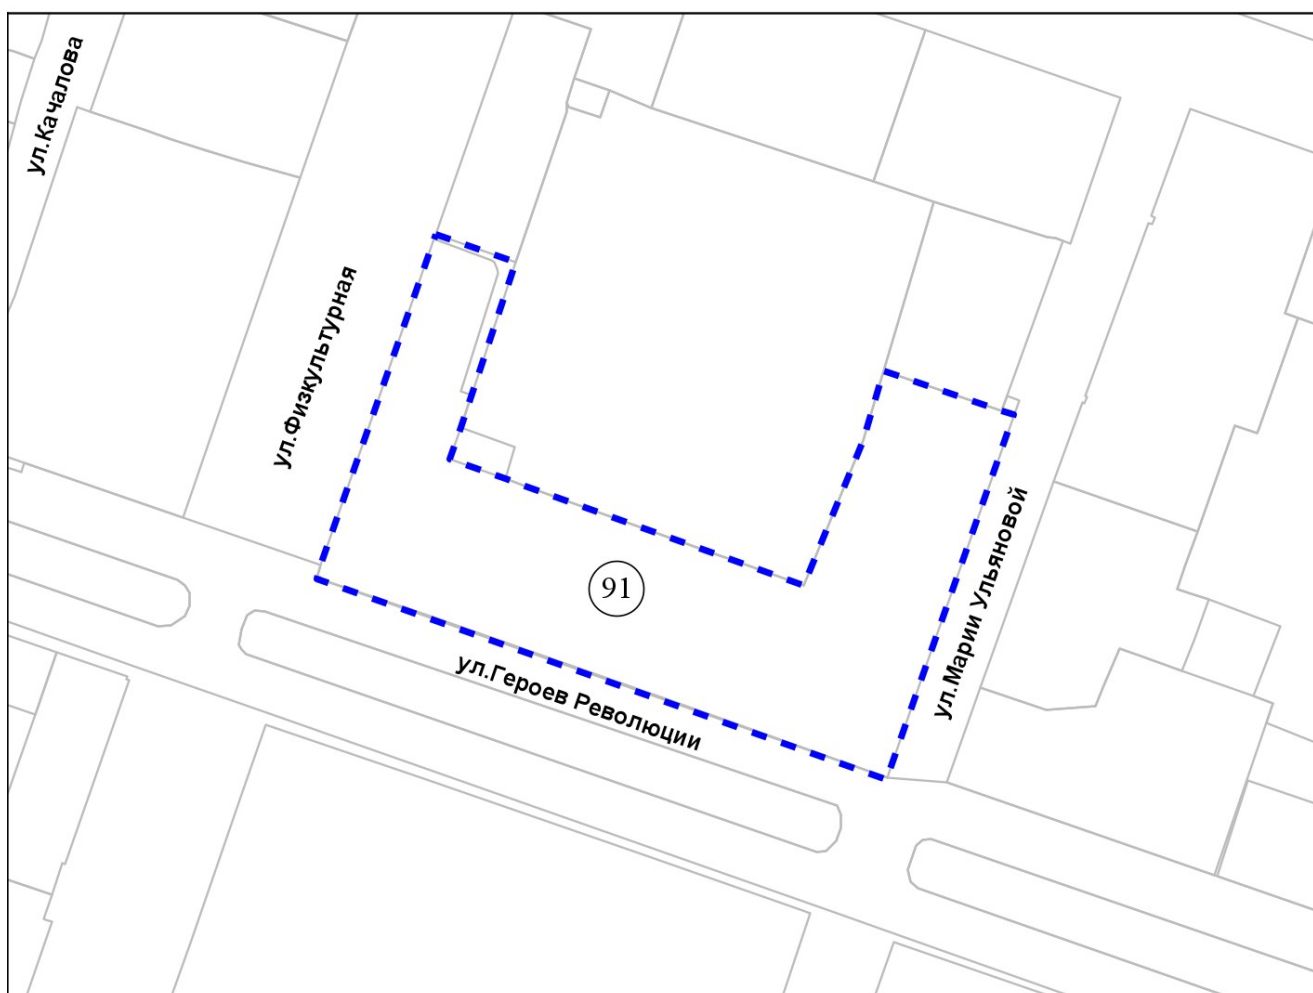 ул.Качалова
ул.Физкультурная
91
ул.Героев Революции
ул.Марии Ульяновой